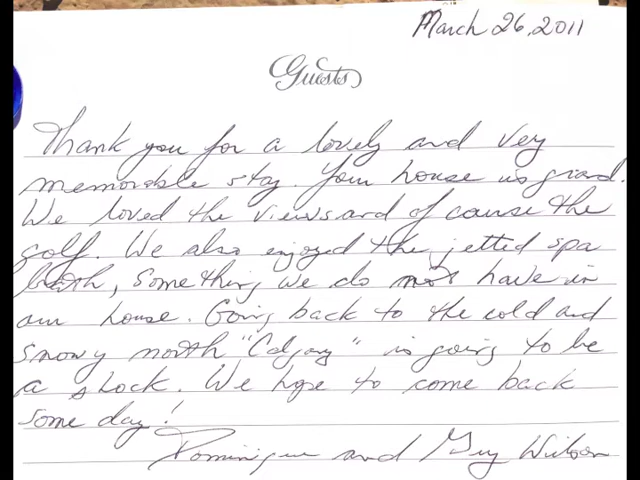 March 26, 2011
Guests
Thank you for a lovely and very
memorable stay. Your house is grand.
We loved the views and of course the
golf. We also enjoyed the jetted spa
bath, something we do not have in
our house. Going back to the cold and
snowy north "Calgary" is going to be
a shock. We hope to come back
some day!
Dominique and Guy Wilson